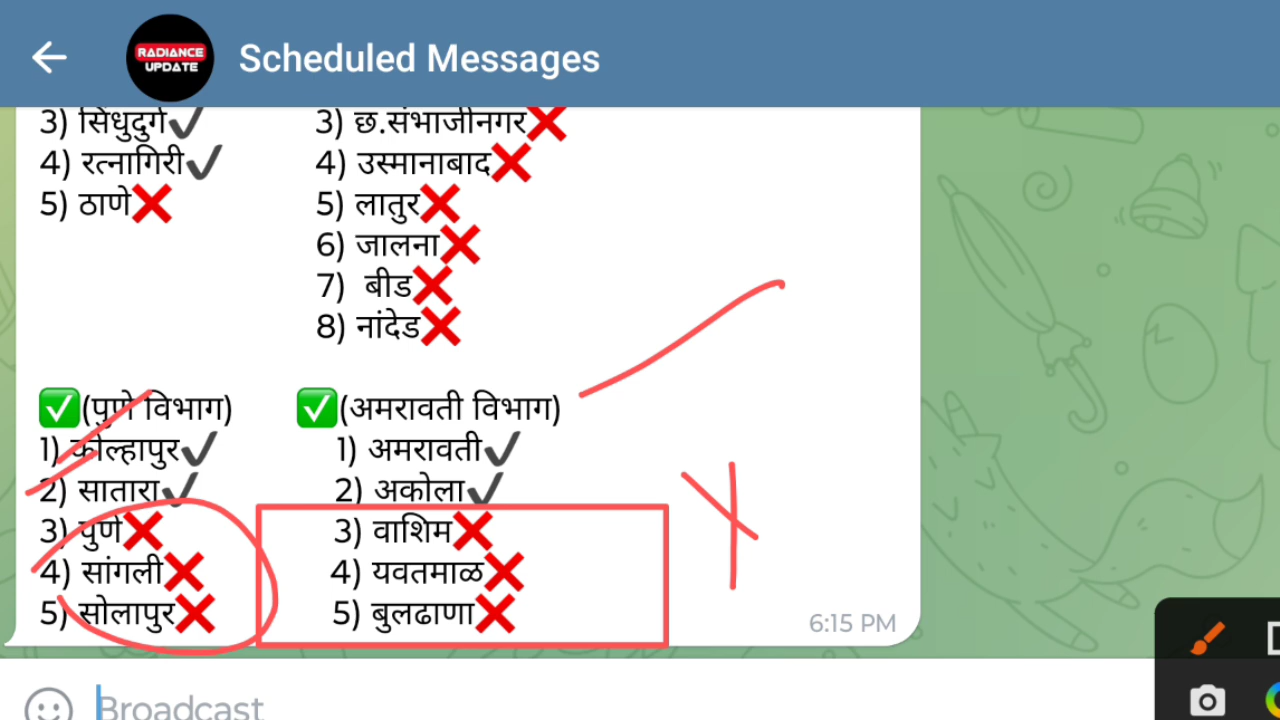 RADIANCE
UPDATE
Scheduled Messages
3) सिंधुदुर्ग✔ 3) छ.संभाजीनगर❌
4) रत्नागिरी✔ 4) उस्मानाबाद❌
5) ठाणे❌ 5) लातुर❌
6) जालना❌
7) बीड❌
8) नांदेड❌
✅(पुणे विभाग) ✅(अमरावती विभाग)
1) कोल्हापुर✔ 1) अमरावती✔
2) सातारा✔ 2) अकोला✔
3) पुणे❌ 3) वाशिम❌
4) सांगली❌ 4) यवतमाळ❌
5) सोलापुर❌ 5) बुलढाणा❌
6:15 PM
Broadcast